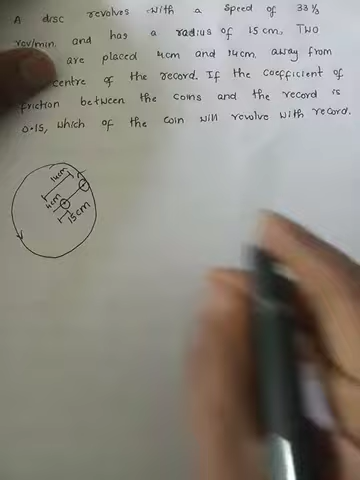 A disc revolves with a speed of 33 1/3
rev/min. and has a radius of 15 cm. Two
are placed 4cm and 14cm away from
centre of the record. If the coefficient of
friction between the coins and the record is
0.15, which of the coin will revolve with record.
14cm
4cm
15cm